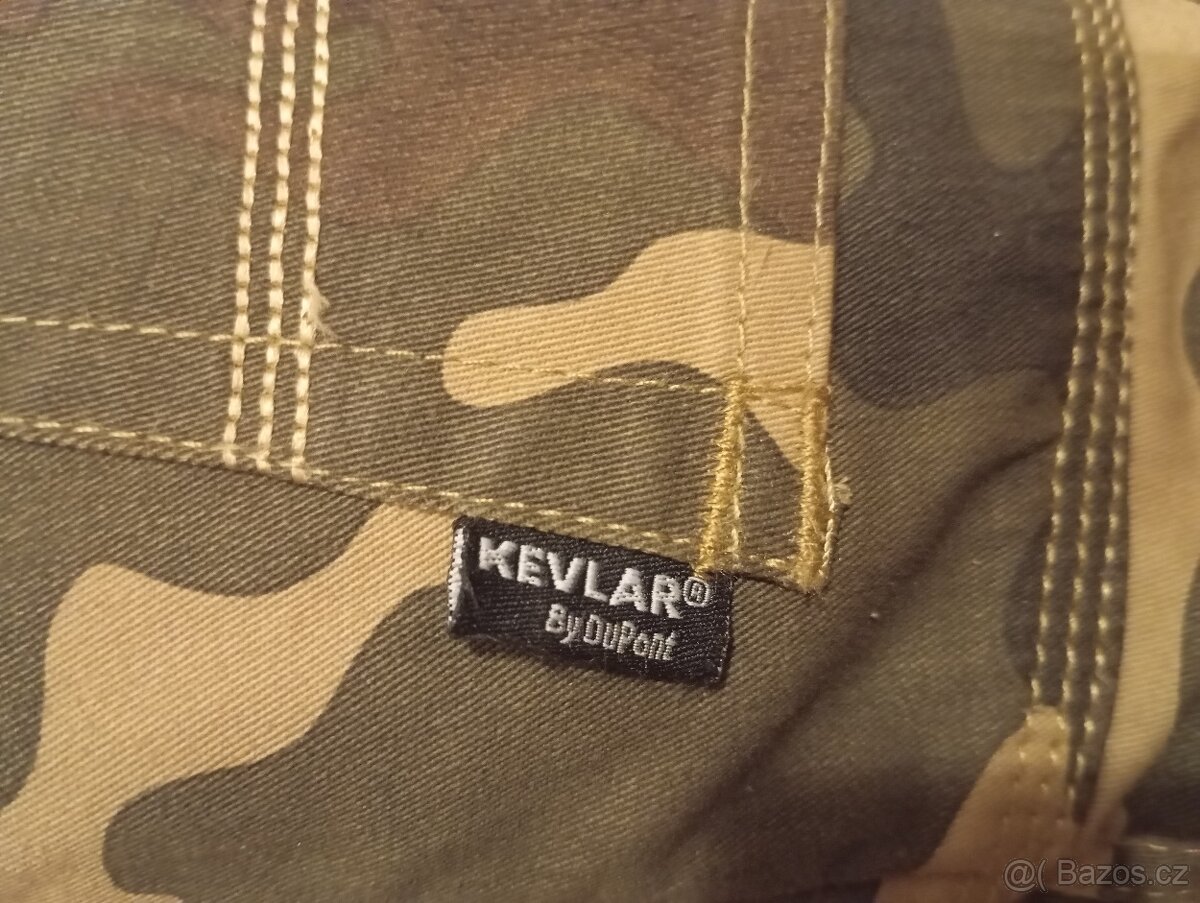 KEVLAR®
By DuPont
@( Bazos.cz